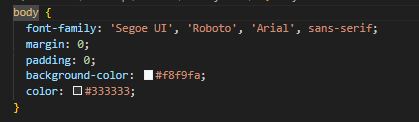 body {
font-family: 'Segoe UI', 'Roboto', 'Arial', sans-serif;
margin: 0;
padding: 0;
background-color: #f8f9fa;
color: #333333;
}